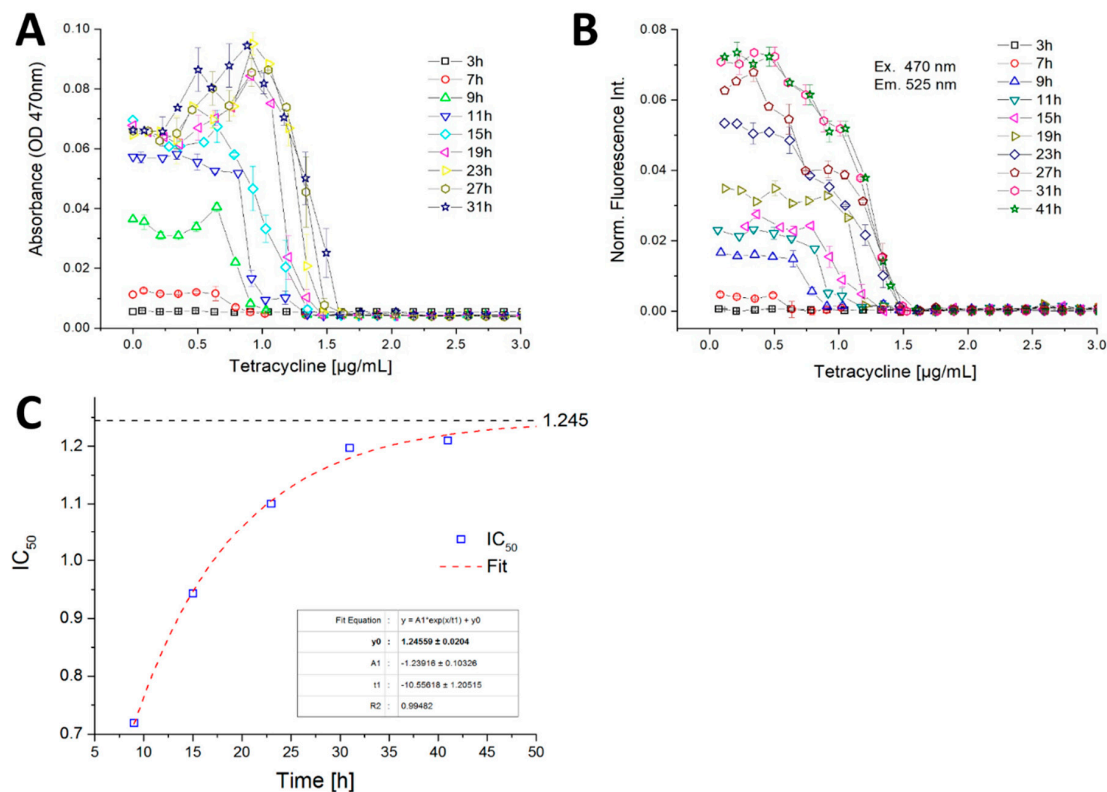 A
Absorbance (OD 470nm)
0.10
0.08
0.06
0.04
0.02
0.00
0.0 0.5 1.0 1.5 2.0 2.5 3.0
Tetracycline [µg/mL]
3h
7h
9h
11h
15h
19h
23h
27h
31h
B
Norm. Fluorescence Int.
0.08
0.06
0.04
0.02
0.00
0.0 0.5 1.0 1.5 2.0 2.5 3.0
Tetracycline [µg/mL]
Ex. 470 nm
Em. 525 nm
3h
7h
9h
11h
15h
19h
23h
27h
31h
41h
C
IC50
1.2
1.1
1.0
0.9
0.8
0.7
1.245
IC50
Fit
Fit Equation : y = A1*exp(x/t1) + y0
y0 : 1.24559 ± 0.0204
A1 : -1.23916 ± 0.10326
t1 : -10.55618 ± 1.20515
R2 : 0.99482
5 10 15 20 25 30 35 40 45 50
Time [h]